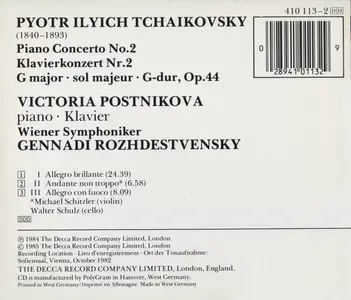 PYOTR ILYICH TCHAIKOVSKY
410 113-2 DH
(1840-1893)
Piano Concerto No.2
Klavierkonzert Nr.2
G major · sol majeur · G-dur, Op.44
0
9
28941 01132
VICTORIA POSTNIKOVA
piano · Klavier
Wiener Symphoniker
GENNADI ROZHDESTVENSKY
1 I Allegro brillante (24.39)
2 II Andante non troppo* (6.58)
3 III Allegro con fuoco (8.09)
*Michael Schitzler (violin)
Walter Schulz (cello)
DDD
℗ 1984 The Decca Record Company Limited, London
© 1985 The Decca Record Company Limited, London
Recording Location · Lieu d'enregistrement · Ort der Tonaufnahme:
Sofiensaal, Vienna, October 1982
THE DECCA RECORD COMPANY LIMITED, London, England.
CD is manufactured by PolyGram in Hanover,
West Germany.
Printed in West Germany/Imprimé en Allemagne. Made in West Germany